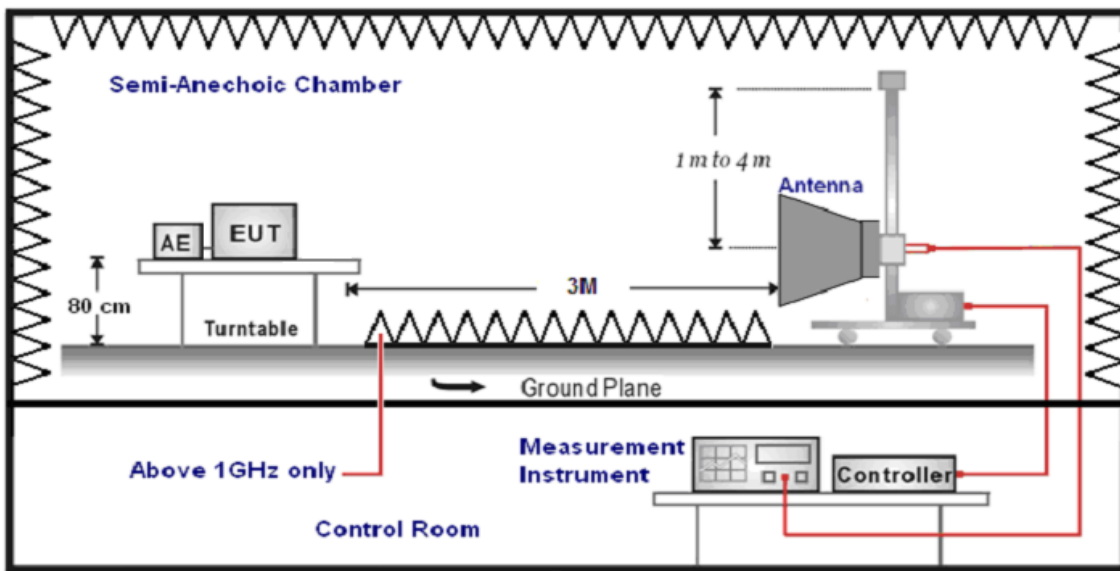 Semi-Anechoic Chamber
1 m to 4 m
Antenna
AE
EUT
80 cm
3M
Turntable
Ground Plane
Above 1GHz only
Measurement
Instrument
Controller
Control Room